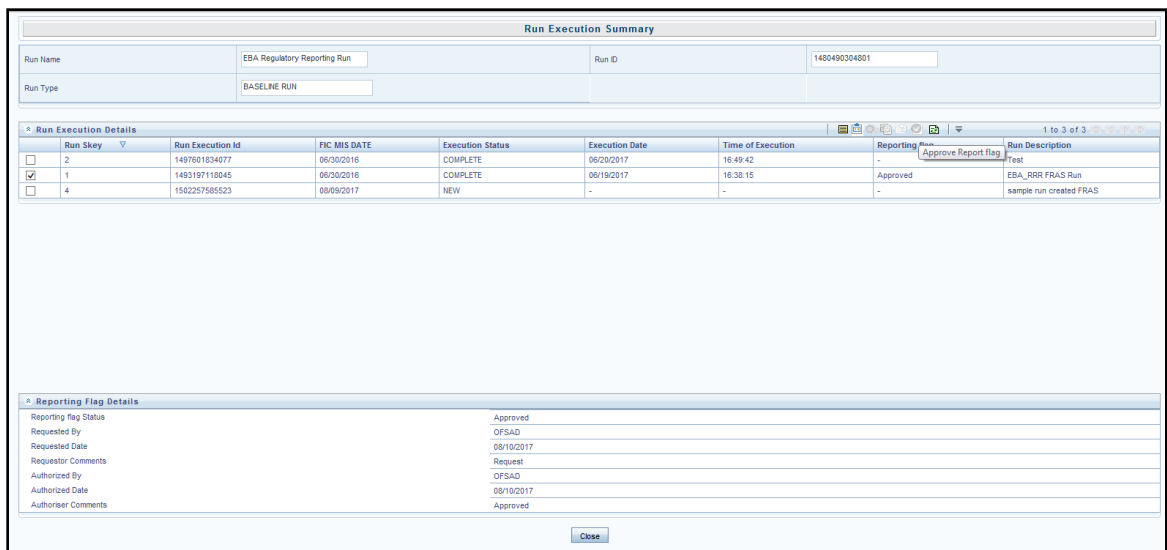 Run Execution Summary
Run Name EBA Regulatory Reporting Run Run ID 1480490304801
Run Type BASELINE RUN
Run Execution Details 1 to 3 of 3
Run Skey Run Execution Id FIC MIS DATE Execution Status Execution Date Time of Execution Reporting Run Description
Approve Report flag
2 1497601834077 06/30/2016 COMPLETE 06/20/2017 16:49:42 - Test
1 1493197118045 06/30/2016 COMPLETE 06/19/2017 16:38:15 Approved EBA_RRR FRAS Run
4 1502257585523 08/09/2017 NEW - - - sample run created FRAS
Reporting Flag Details
Reporting flag Status Approved
Requested By OFSAD
Requested Date 08/10/2017
Requestor Comments Request
Authorized By OFSAD
Authorized Date 08/10/2017
Authoriser Comments Approved
Close